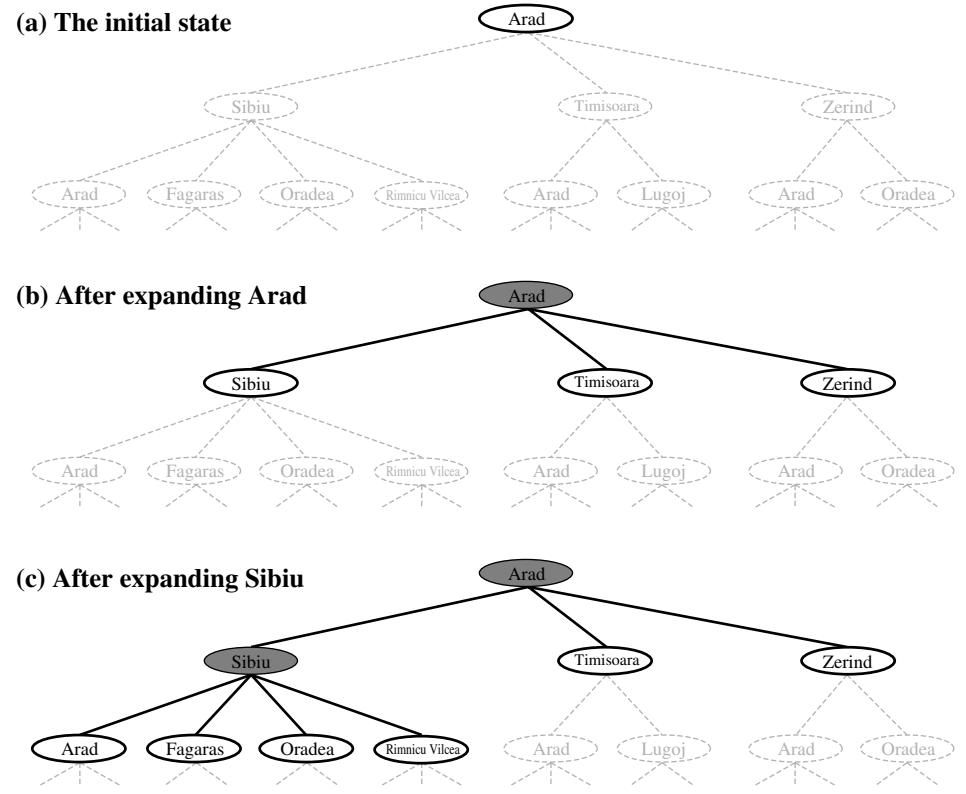 (a) The initial state
Arad
Sibiu Timisoara Zerind
Arad Fagaras Oradea Rimnicu Vilcea Arad Lugoj Arad Oradea
(b) After expanding Arad
Arad
Sibiu Timisoara Zerind
Arad Fagaras Oradea Rimnicu Vilcea Arad Lugoj Arad Oradea
(c) After expanding Sibiu
Arad
Sibiu Timisoara Zerind
Arad Fagaras Oradea Rimnicu Vilcea Arad Lugoj Arad Oradea